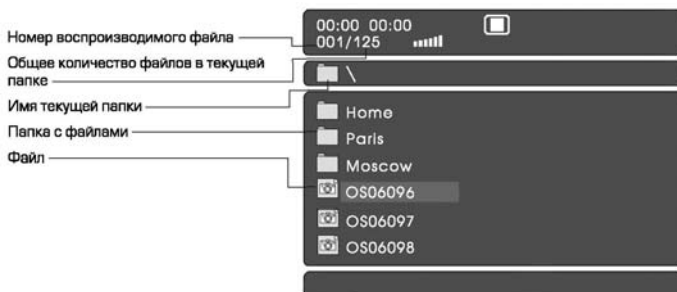 Номер воспроизводимого файла
Общее количество файлов в текущей
папке
Имя текущей папки
Папка с файлами
Файл
00:00 00:00
001/125
\
Home
Paris
Moscow
OS06096
OS06097
OS06098